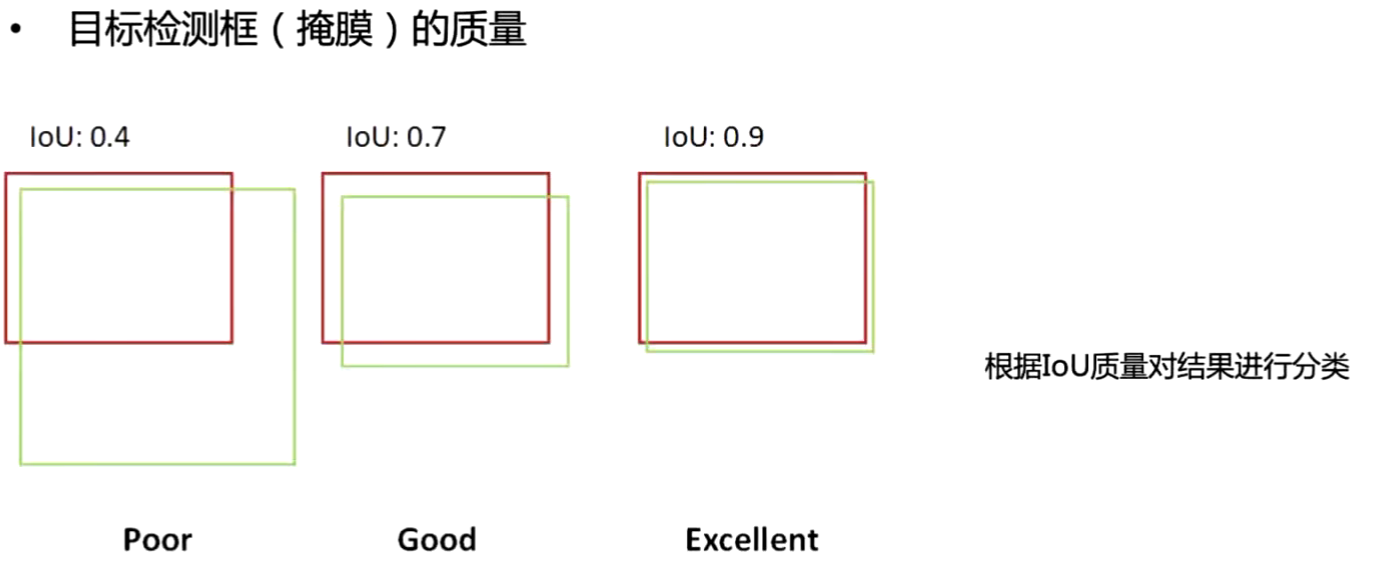 • 目标检测框（掩膜）的质量
IoU: 0.4
IoU: 0.7
IoU: 0.9
根据IoU质量对结果进行分类
Poor
Good
Excellent